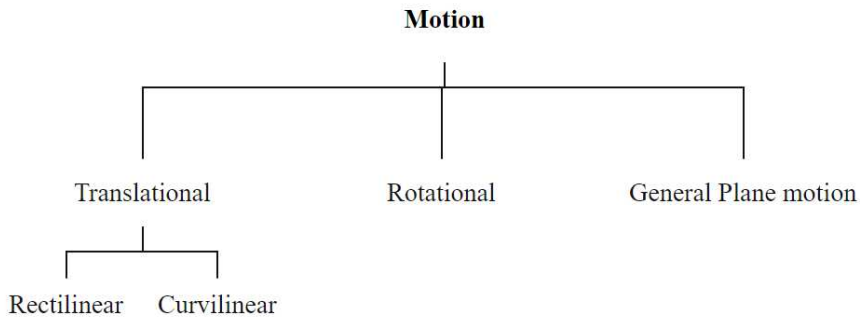 Motion
Translational Rotational General Plane motion
Rectilinear Curvilinear